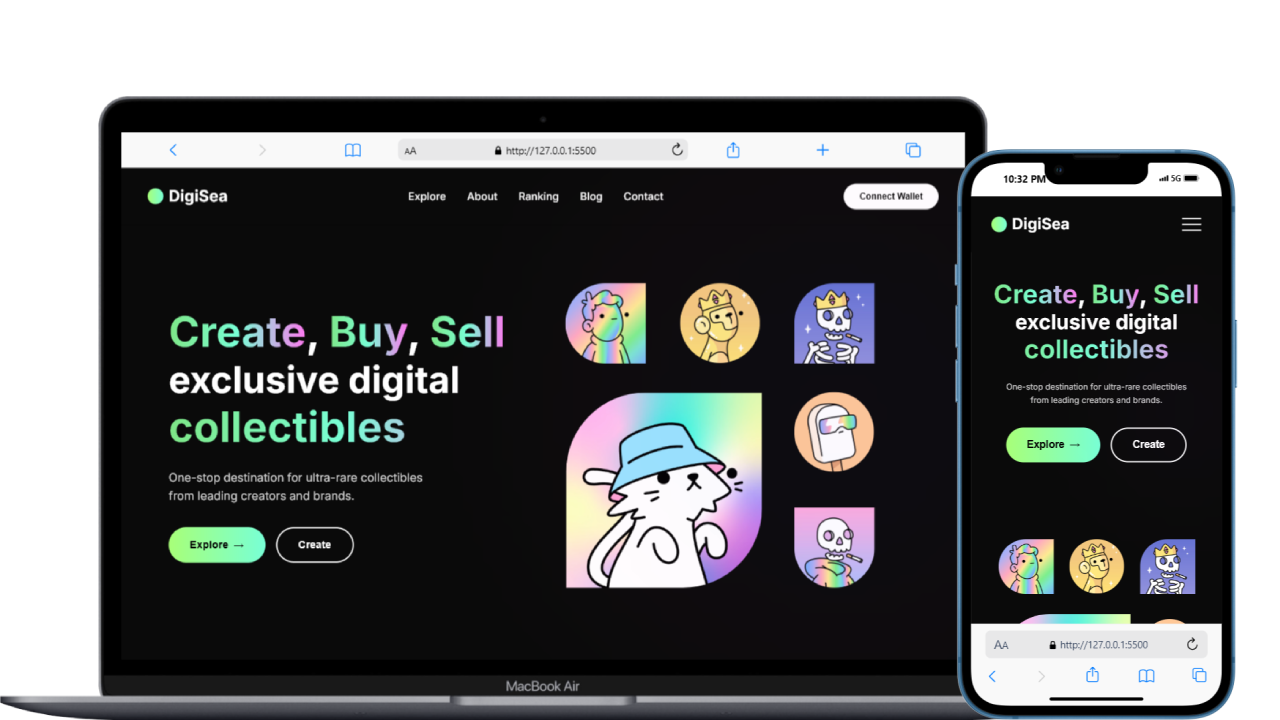 AA
http://127.0.0.1:5500
DigiSea
Explore
About
Ranking
Blog
Contact
Connect Wallet
Create, Buy, Sell
exclusive digital
collectibles
One-stop destination for ultra-rare collectibles
from leading creators and brands.
Explore →
Create
MacBook Air
10:32 PM
5G
DigiSea
Create, Buy, Sell
exclusive digital
collectibles
One-stop destination for ultra-rare collectibles
from leading creators and brands.
Explore →
Create
AA
http://127.0.0.1:5500